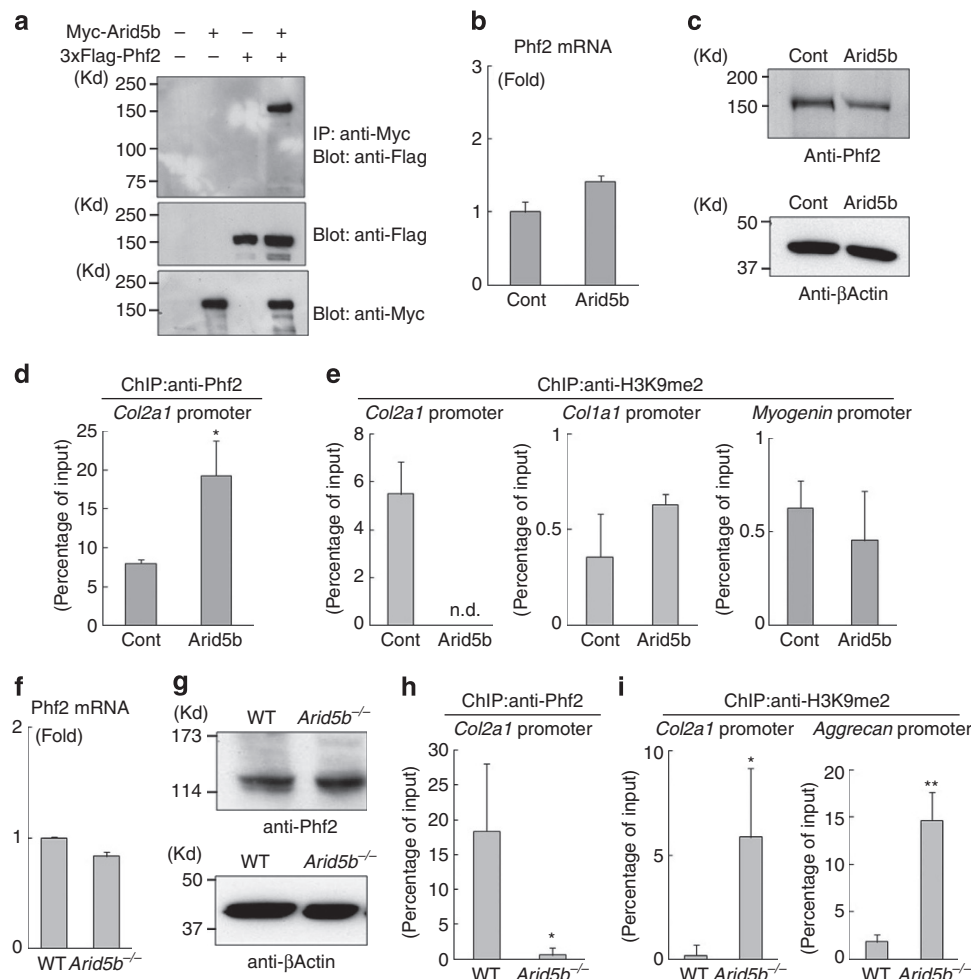 a
Myc-Arid5b – + – +
3xFlag-Phf2 – – + +
(Kd)
250
150
100
75
IP: anti-Myc
Blot: anti-Flag
(Kd)
250
150
Blot: anti-Flag
(Kd)
250
150
Blot: anti-Myc
b
Phf2 mRNA
(Fold)
3
2
1
0
Cont Arid5b
c
(Kd) Cont Arid5b
200
150
Anti-Phf2
(Kd) Cont Arid5b
50
37
Anti-βActin
d
ChIP:anti-Phf2
Col2a1 promoter
(Percentage of input)
25
20
15
10
5
0
*
Cont Arid5b
e
ChIP:anti-H3K9me2
Col2a1 promoter
(Percentage of input)
8
6
4
2
0
n.d.
Cont Arid5b
Col1a1 promoter
(Percentage of input)
1
0.5
0
Cont Arid5b
Myogenin promoter
(Percentage of input)
1
0.5
0
Cont Arid5b
f
Phf2 mRNA
(Fold)
2
1
0
WT Arid5b–/–
g
(Kd) WT Arid5b–/–
173
114
anti-Phf2
(Kd) WT Arid5b–/–
50
37
anti-βActin
h
ChIP:anti-Phf2
Col2a1 promoter
(Percentage of input)
30
25
20
15
10
5
0
*
WT Arid5b–/–
i
ChIP:anti-H3K9me2
Col2a1 promoter
(Percentage of input)
10
5
0
*
WT Arid5b–/–
Aggrecan promoter
(Percentage of input)
20
15
10
5
0
**
WT Arid5b–/–